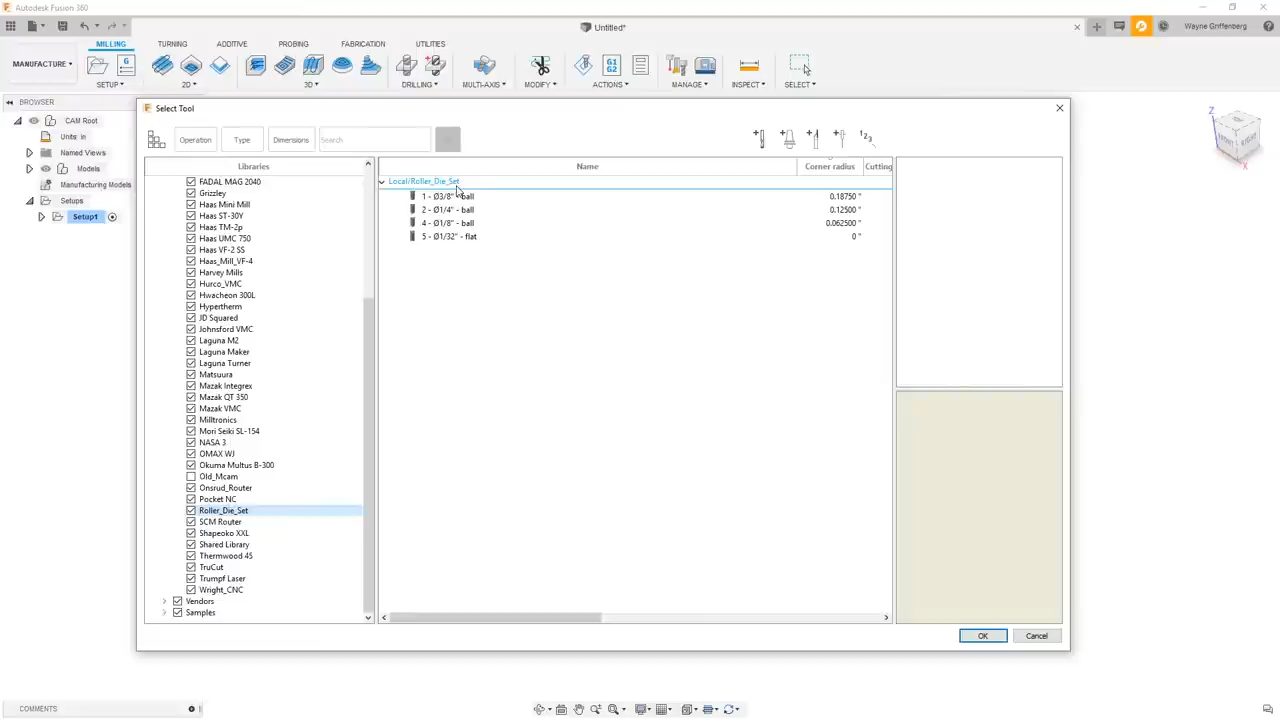 Autodesk Fusion 360
Untitled*
Wayne Griffenberg
MILLING
TURNING
ADDITIVE
PROBING
FABRICATION
UTILITIES
MANUFACTURE
SETUP
2D
3D
DRILLING
MULTI-AXIS
MODIFY
G1
G2
ACTIONS
MANAGE
INSPECT
SELECT
BROWSER
CAM Root
Units: in
Named Views
Models
Manufacturing Models
Setups
Setup1
Select Tool
Operation
Type
Dimensions
Search
1 2 3
Libraries
FADAL MAG 2040
Grizzley
Haas Mini Mill
Haas ST-30Y
Haas TM-2p
Haas UMC 750
Haas VF-2 SS
Haas_Mill_VF-4
Harvey Mills
Hurco_VMC
Hwacheon 300L
Hypertherm
JD Squared
Johnsford VMC
Laguna M2
Laguna Maker
Laguna Turner
Matsuura
Mazak Integrex
Mazak QT 350
Mazak VMC
Milltronics
Mori Seiki SL-154
NASA 3
OMAX WJ
Okuma Multus B-300
Old_Mcam
Onsrud_Router
Pocket NC
Roller_Die_Set
SCM Router
Shapeoko XXL
Shared Library
Thermwood 45
TruCut
Trumpf Laser
Wright_CNC
Vendors
Samples
Name
Corner radius
Cutting
Local/Roller_Die_Set
1 - Ø3/8" - ball 0.18750 "
2 - Ø1/4" - ball 0.12500 "
4 - Ø1/8" - ball 0.062500 "
5 - Ø1/32" - flat 0 "
OK
Cancel
Z
FRONT
RIGHT
X
COMMENTS